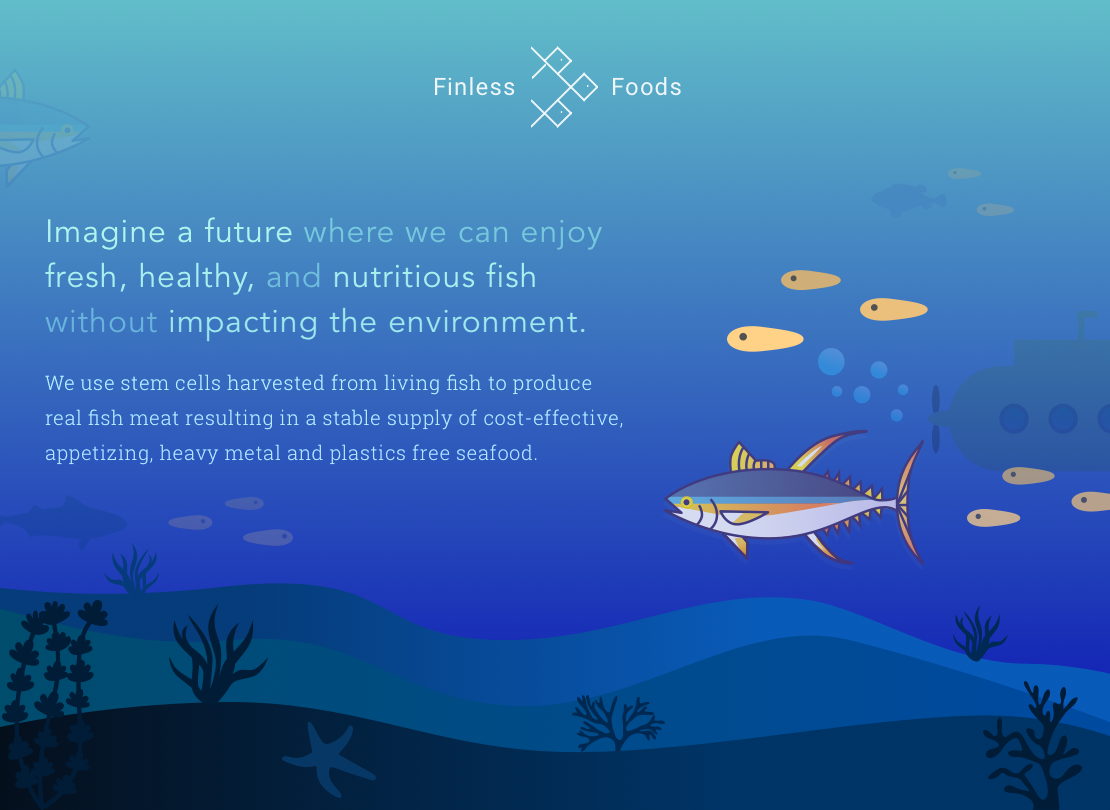 Finless Foods
Imagine a future where we can enjoy
fresh, healthy, and nutritious fish
without impacting the environment.
We use stem cells harvested from living fish to produce
real fish meat resulting in a stable supply of cost-effective,
appetizing, heavy metal and plastics free seafood.